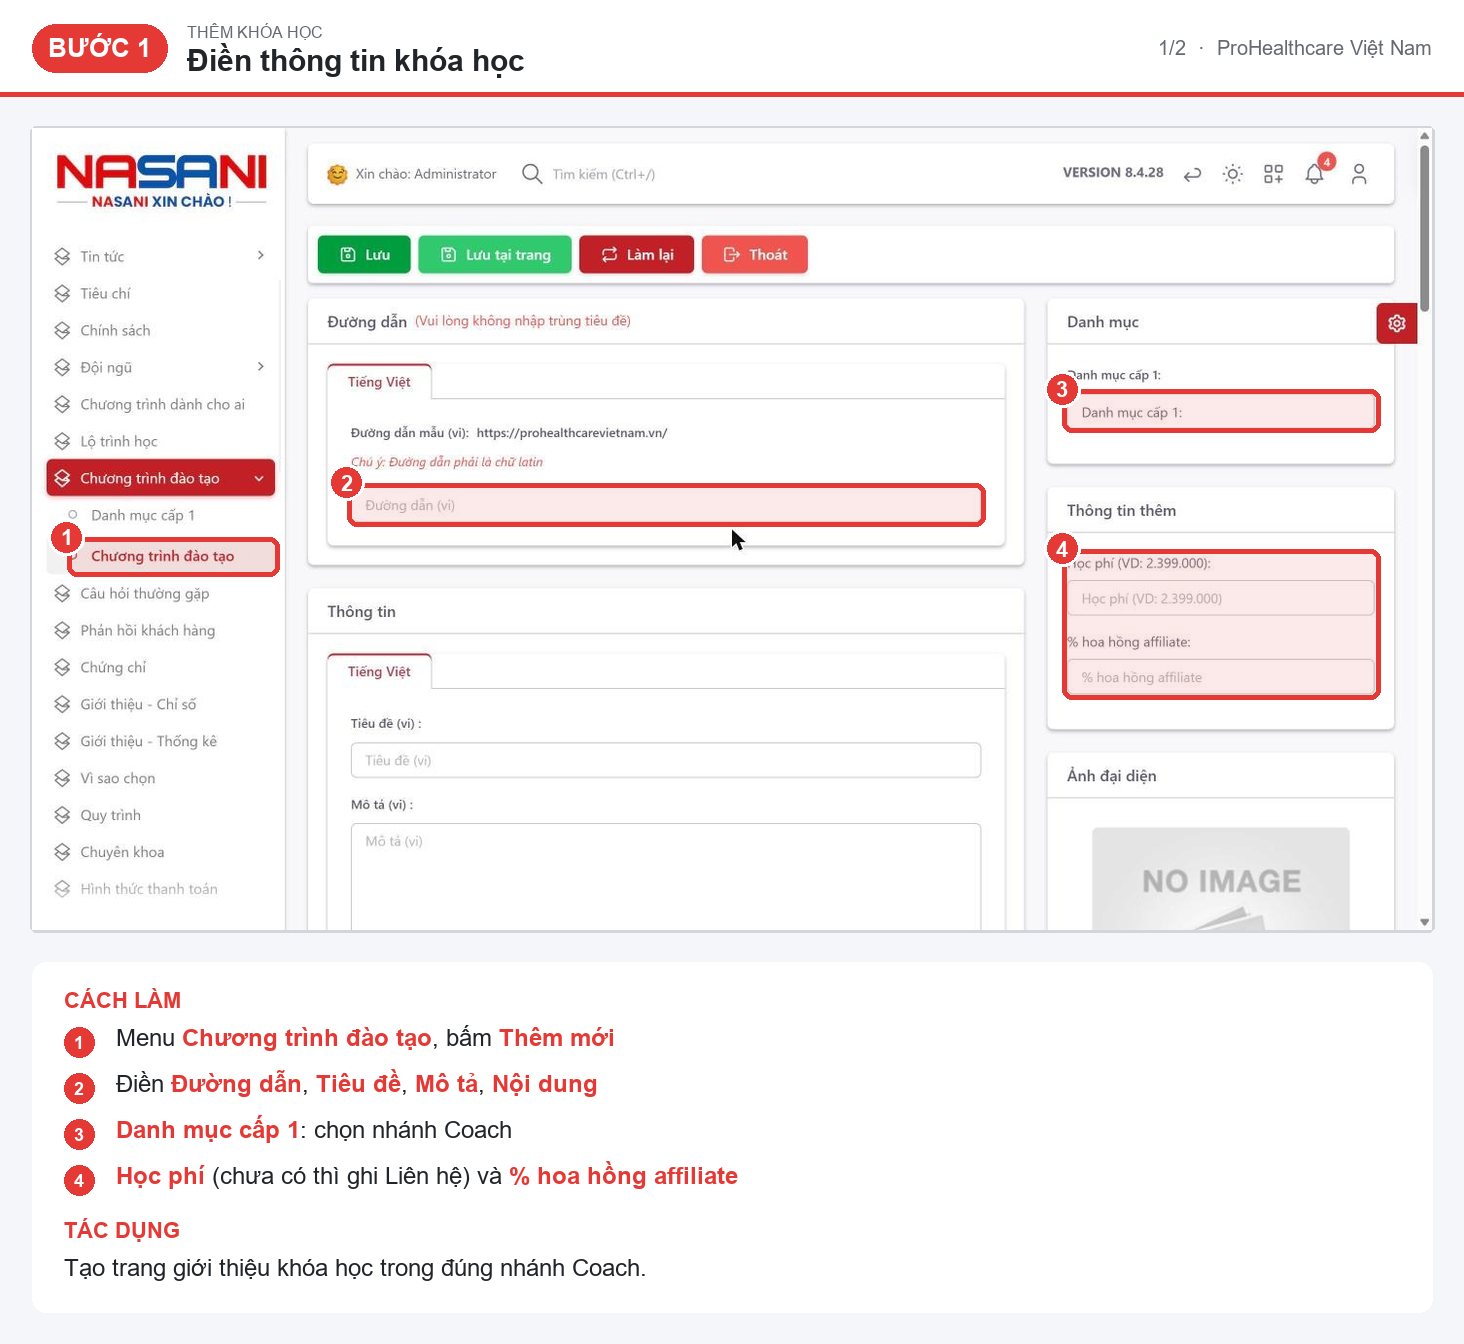 BƯỚC 1
THÊM KHÓA HỌC
Điền thông tin khóa học
1/2 · ProHealthcare Việt Nam
NASANI
NASANI XIN CHÀO !
Xin chào: Administrator
Tìm kiếm (Ctrl+/)
VERSION 8.4.28
4
Tin tức
Tiêu chí
Chính sách
Đội ngũ
Chương trình dành cho ai
Lộ trình học
Chương trình đào tạo
Danh mục cấp 1
1
Chương trình đào tạo
Câu hỏi thường gặp
Phản hồi khách hàng
Chứng chỉ
Giới thiệu - Chỉ số
Giới thiệu - Thống kê
Vì sao chọn
Quy trình
Chuyên khoa
Hình thức thanh toán
Lưu
Lưu tại trang
Làm lại
Thoát
Đường dẫn (Vui lòng không nhập trùng tiêu đề)
Tiếng Việt
Đường dẫn mẫu (vi): https://prohealthcarevietnam.vn/
Chú ý: Đường dẫn phải là chữ latin
2
Đường dẫn (vi)
Thông tin
Tiếng Việt
Tiêu đề (vi) :
Tiêu đề (vi)
Mô tả (vi) :
Mô tả (vi)
Danh mục
Danh mục cấp 1:
3
Danh mục cấp 1:
Thông tin thêm
4
Học phí (VD: 2.399.000):
Học phí (VD: 2.399.000)
% hoa hồng affiliate:
% hoa hồng affiliate
Ảnh đại diện
NO IMAGE
CÁCH LÀM
1 Menu Chương trình đào tạo, bấm Thêm mới
2 Điền Đường dẫn, Tiêu đề, Mô tả, Nội dung
3 Danh mục cấp 1: chọn nhánh Coach
4 Học phí (chưa có thì ghi Liên hệ) và % hoa hồng affiliate
TÁC DỤNG
Tạo trang giới thiệu khóa học trong đúng nhánh Coach.